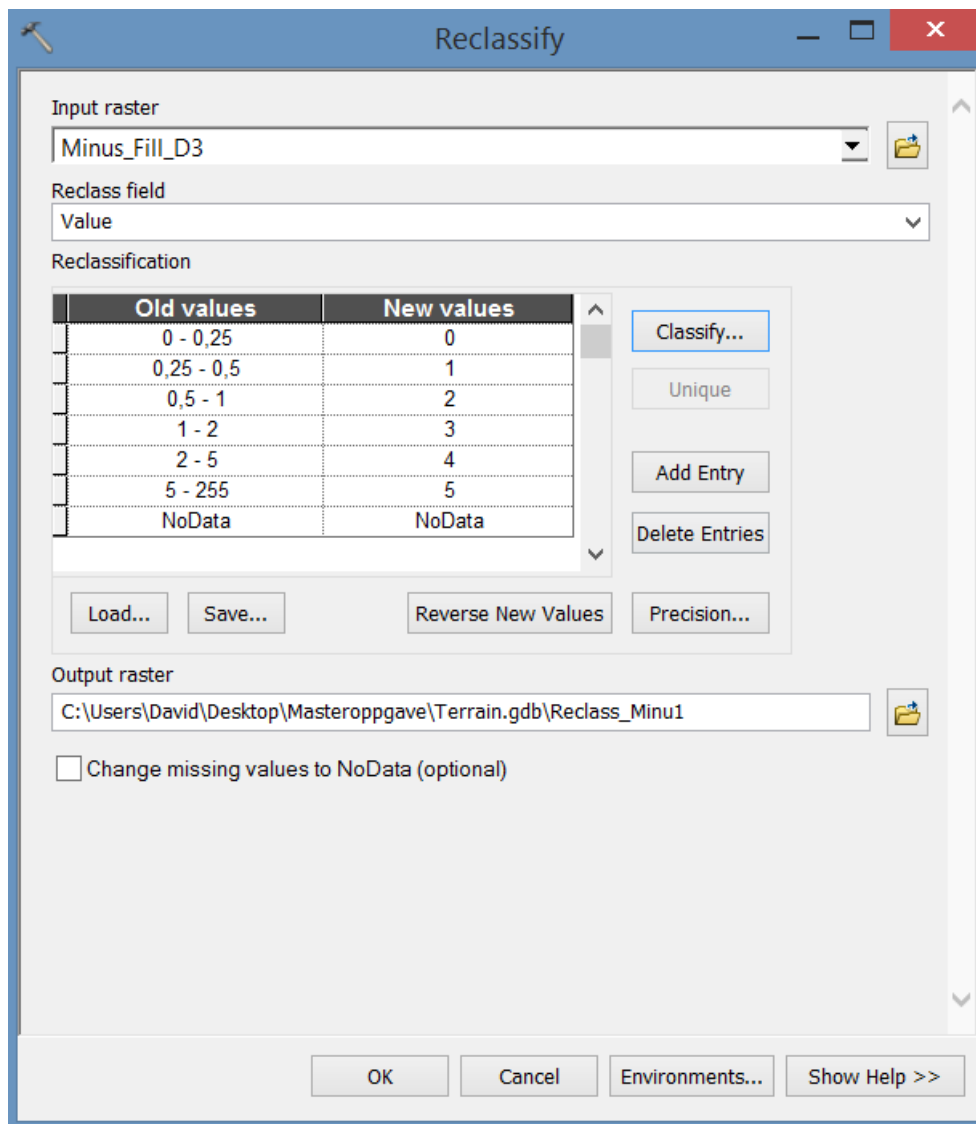 Reclassify
Input raster
Minus_Fill_D3
Reclass field
Value
Reclassification
Old values New values
0 - 0,25 0
0,25 - 0,5 1
0,5 - 1 2
1 - 2 3
2 - 5 4
5 - 255 5
NoData NoData
Classify...
Unique
Add Entry
Delete Entries
Load... Save... Reverse New Values Precision...
Output raster
C:\Users\David\Desktop\Masteroppgave\Terrain.gdb\Reclass_Minu1
Change missing values to NoData (optional)
OK Cancel Environments... Show Help >>